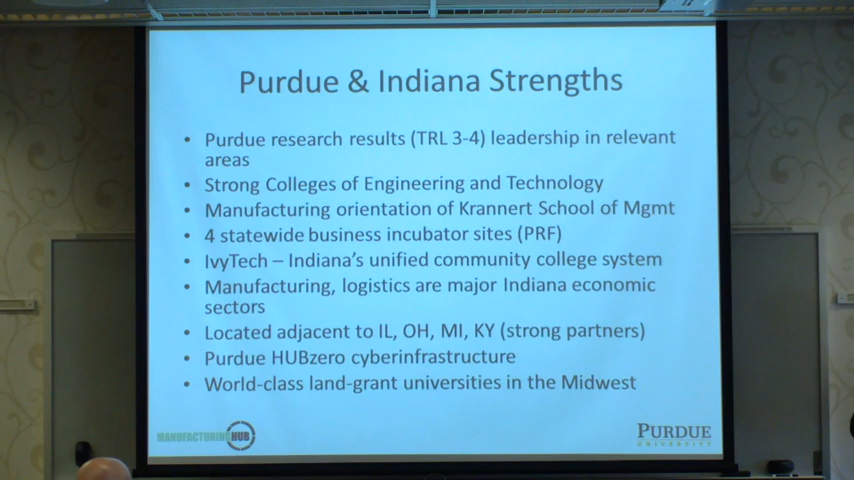 Purdue & Indiana Strengths
• Purdue research results (TRL 3-4) leadership in relevant
areas
• Strong Colleges of Engineering and Technology
• Manufacturing orientation of Krannert School of Mgmt
• 4 statewide business incubator sites (PRF)
• IvyTech – Indiana's unified community college system
• Manufacturing, logistics are major Indiana economic
sectors
• Located adjacent to IL, OH, MI, KY (strong partners)
• Purdue HUBzero cyberinfrastructure
• World-class land-grant universities in the Midwest
MANUFACTURINGHUB
PURDUE
UNIVERSITY